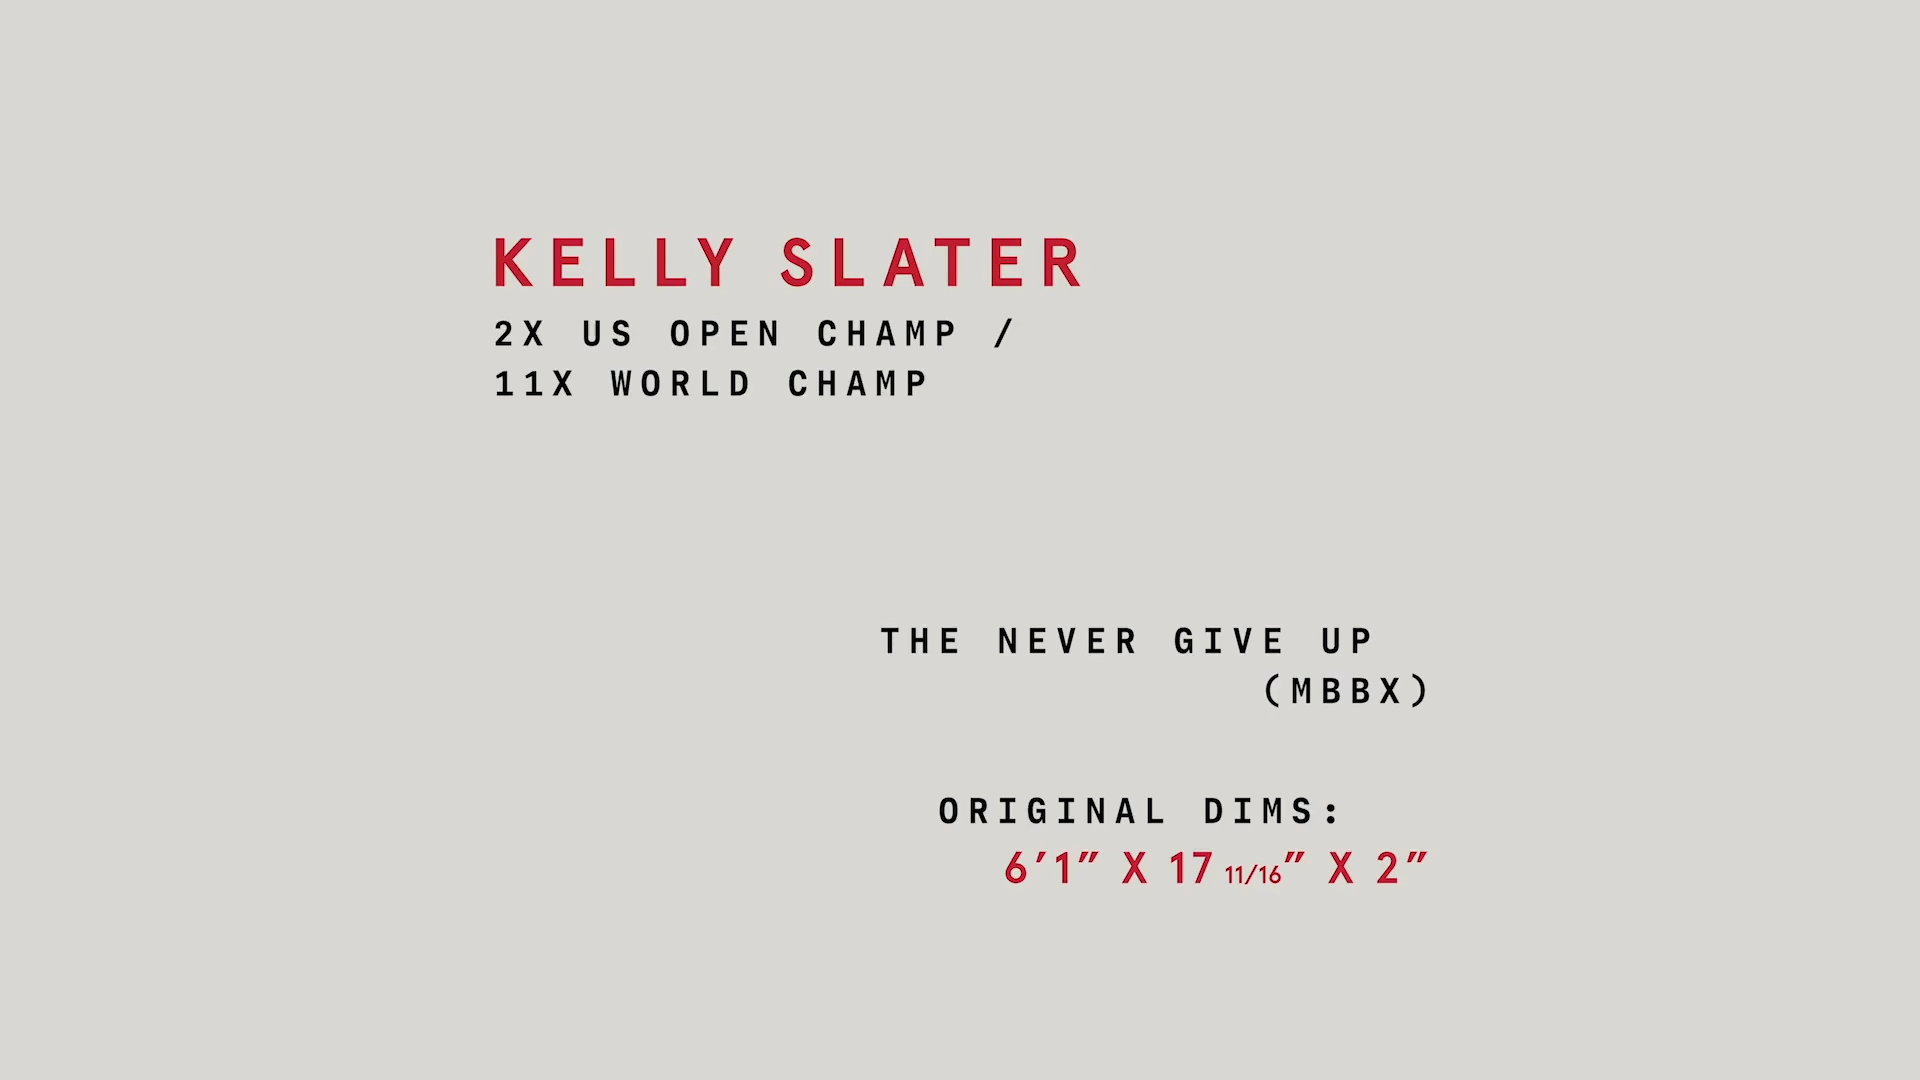 KELLY SLATER
2X US OPEN CHAMP /
11X WORLD CHAMP
THE NEVER GIVE UP
(MBBX)
ORIGINAL DIMS:
6′1″ X 17 11/16″ X 2″